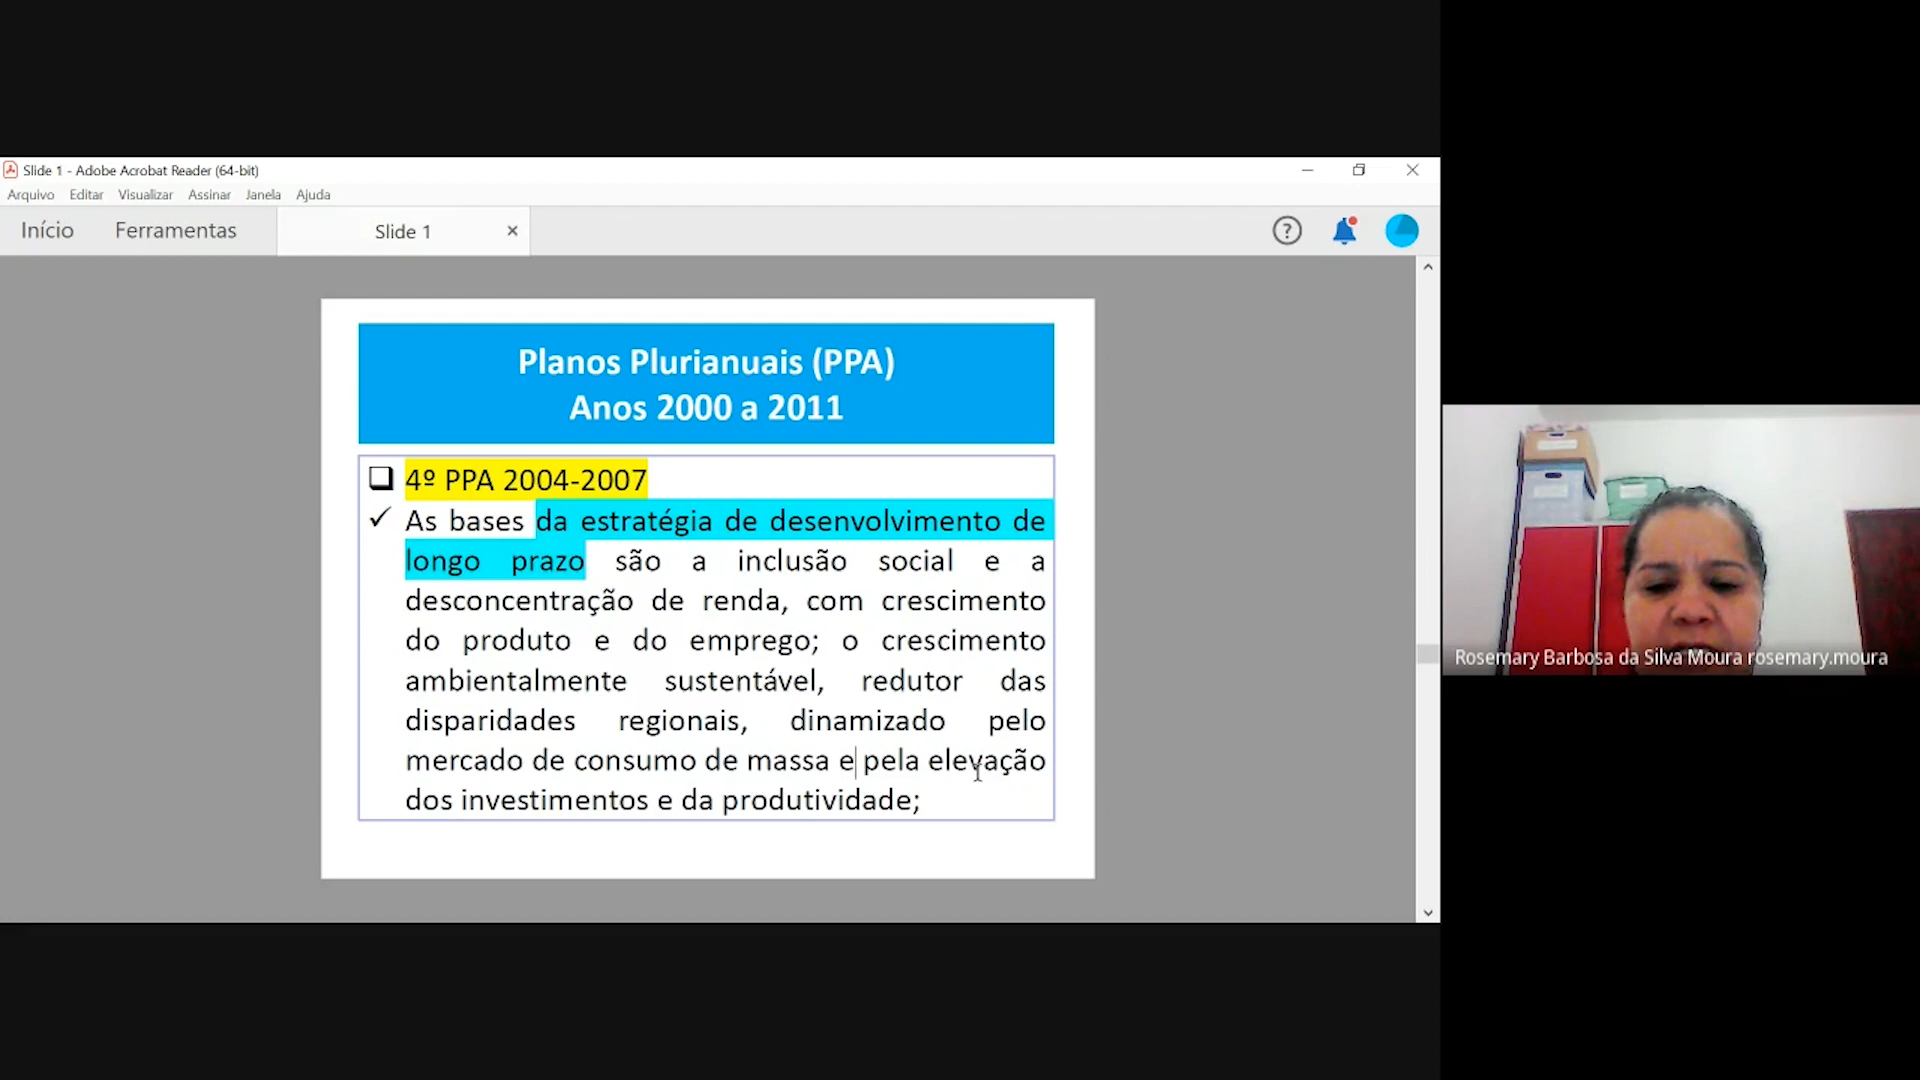 Slide 1 - Adobe Acrobat Reader (64-bit)
Arquivo Editar Visualizar Assinar Janela Ajuda
Início Ferramentas Slide 1
Planos Plurianuais (PPA)
Anos 2000 a 2011
4º PPA 2004-2007
As bases da estratégia de desenvolvimento de
longo prazo são a inclusão social e a
desconcentração de renda, com crescimento
do produto e do emprego; o crescimento
ambientalmente sustentável, redutor das
disparidades regionais, dinamizado pelo
mercado de consumo de massa e pela elevação
dos investimentos e da produtividade;
Rosemary Barbosa da Silva Moura rosemary.moura